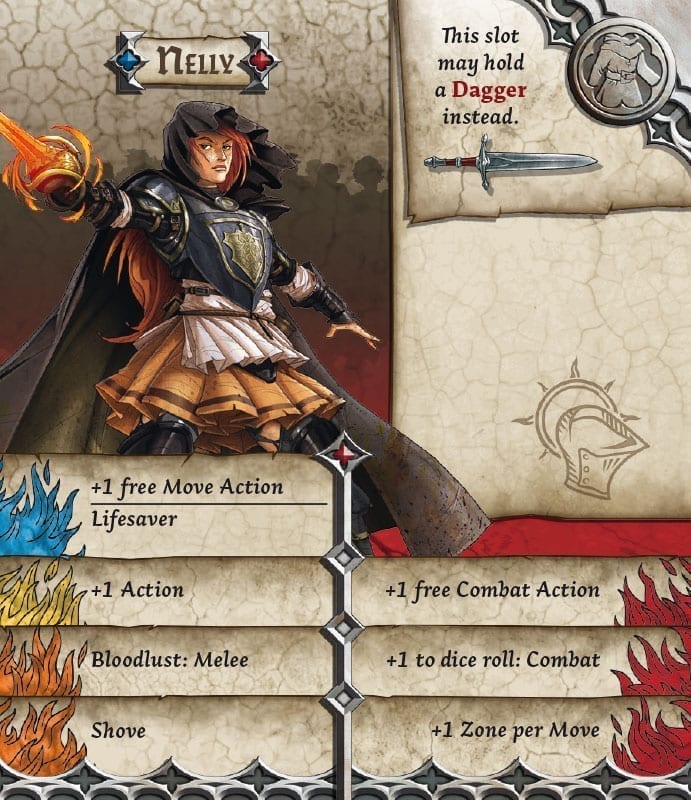 Nelly
This slot
may hold
a Dagger
instead.
+1 free Move Action
Lifesaver
+1 Action
Bloodlust: Melee
Shove
+1 free Combat Action
+1 to dice roll: Combat
+1 Zone per Move